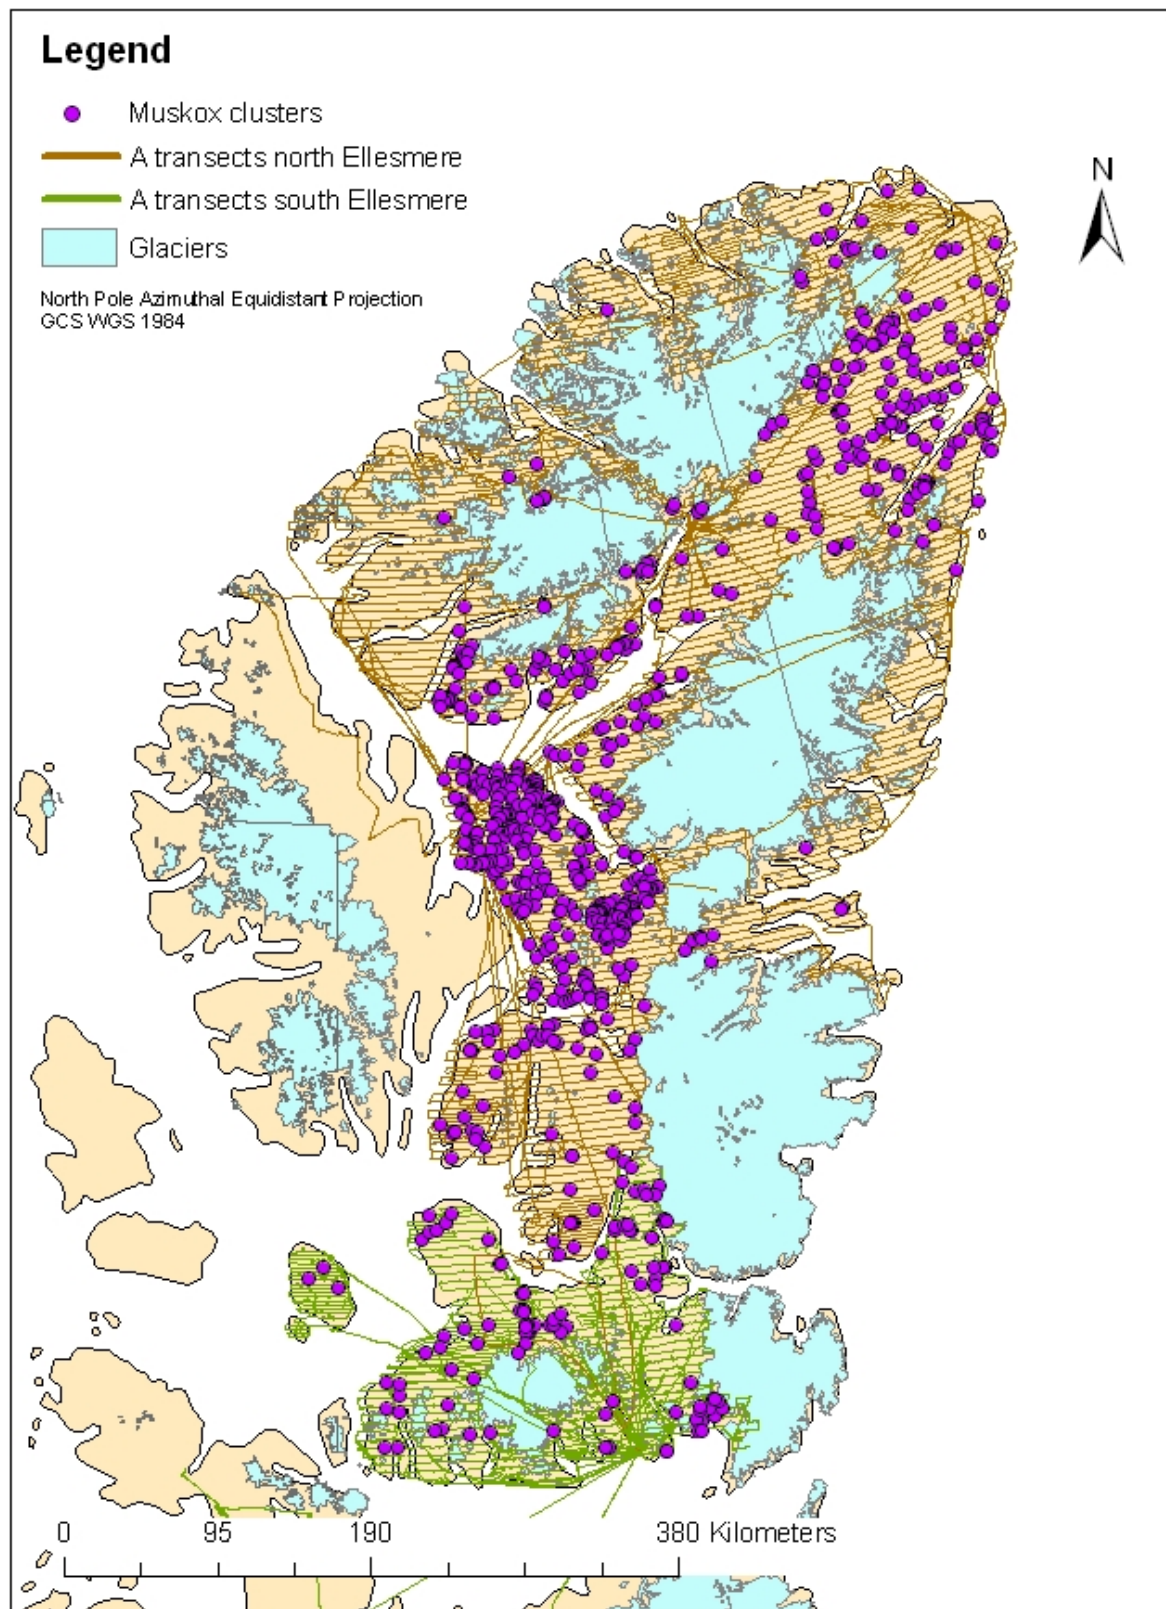 Legend
Muskox clusters
A transects north Ellesmere
A transects south Ellesmere
Glaciers
North Pole Azimuthal Equidistant Projection
GCS WGS 1984
N
0 95 190 380 Kilometers